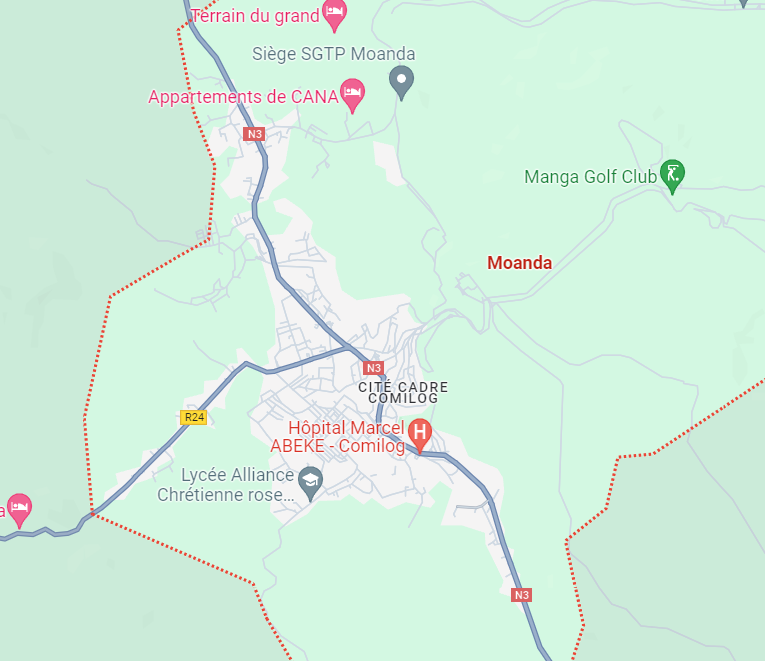 Terrain du grand
Siège SGTP Moanda
Appartements de CANA
N3
Manga Golf Club
Moanda
N3
CITÉ CADRE
COMILOG
R24
Hôpital Marcel
ABEKE - Comilog
H
Lycée Alliance
Chrétienne rose...
a
N3